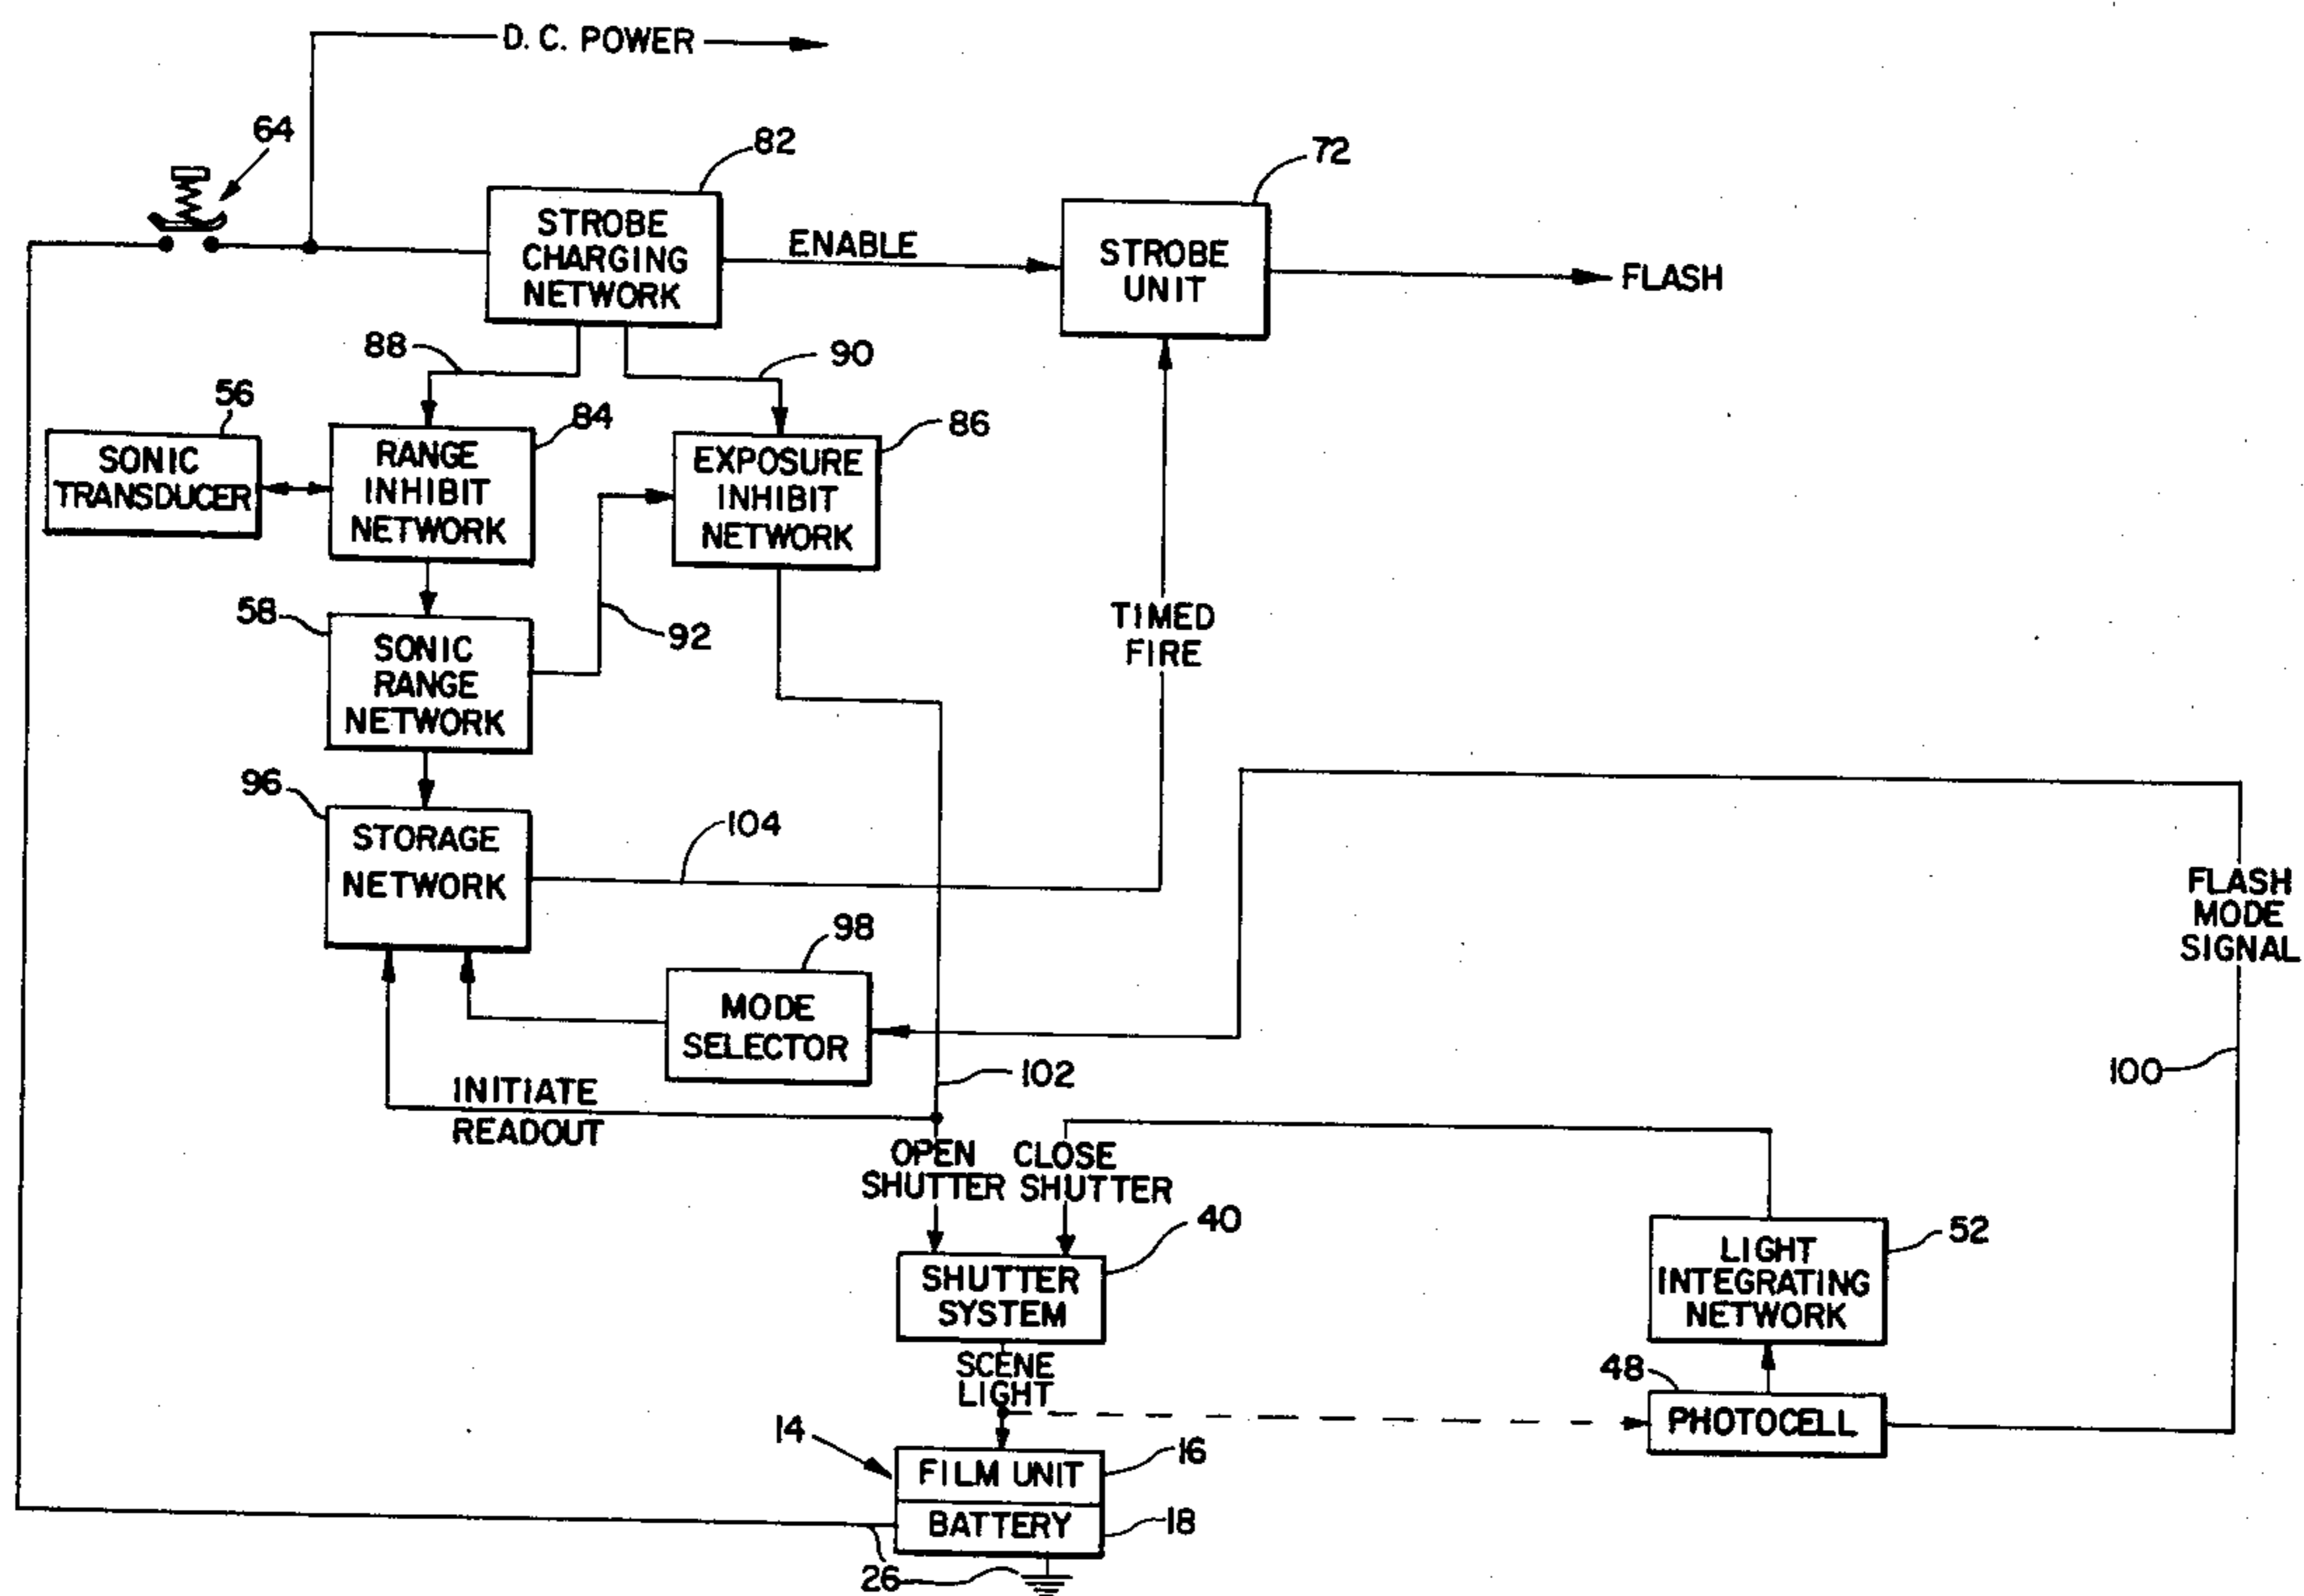 D.C. POWER
64
82
72
STROBE
CHARGING
NETWORK
ENABLE
STROBE
UNIT
FLASH
88
90
56
84
86
SONIC
TRANSDUCER
RANGE
INHIBIT
NETWORK
EXPOSURE
INHIBIT
NETWORK
58
92
TIMED
FIRE
SONIC
RANGE
NETWORK
96
STORAGE
NETWORK
104
98
FLASH
MODE
SIGNAL
MODE
SELECTOR
102
100
INITIATE
READOUT
OPEN
SHUTTER
CLOSE
SHUTTER
40
52
SHUTTER
SYSTEM
LIGHT
INTEGRATING
NETWORK
SCENE
LIGHT
48
14
PHOTOCELL
16
FILM UNIT
BATTERY
18
26